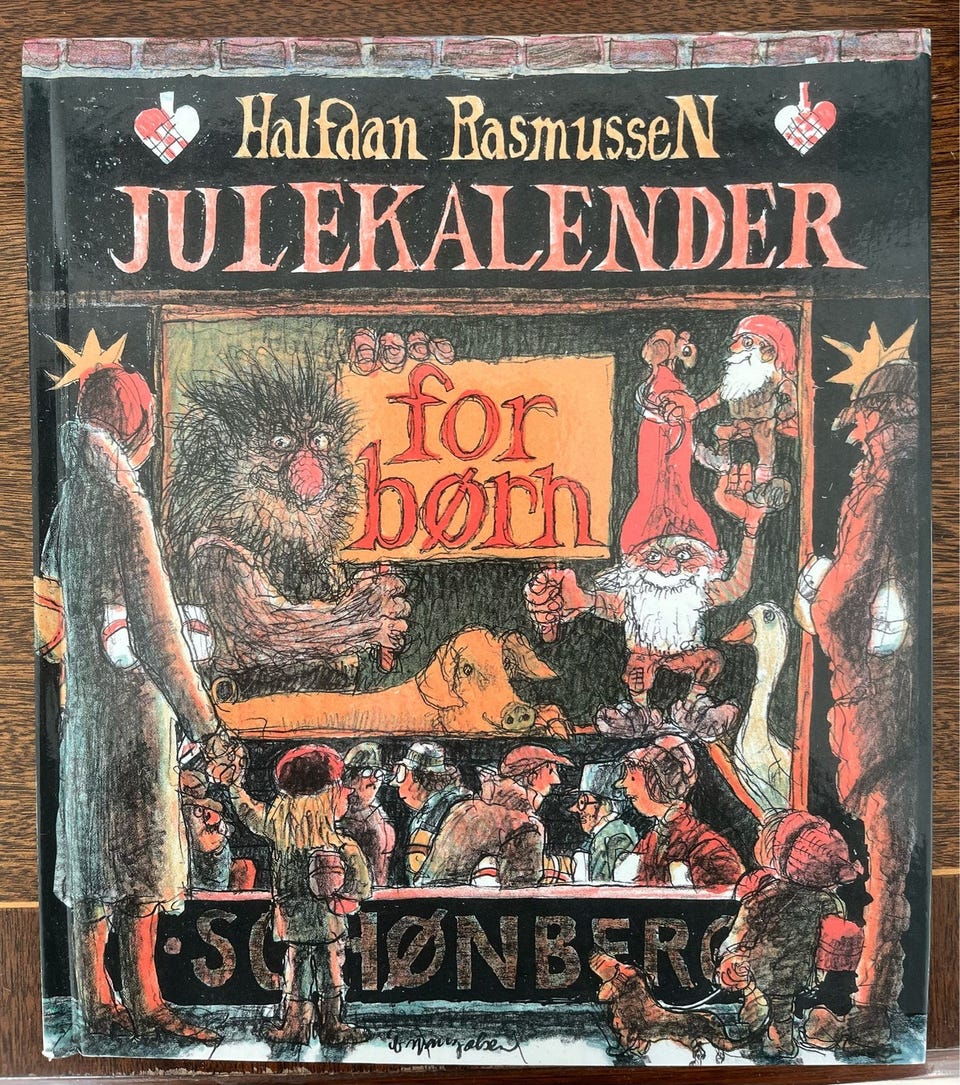 Halfdan Rasmussen
JULEKALENDER
for
børn
SCHØNBERG